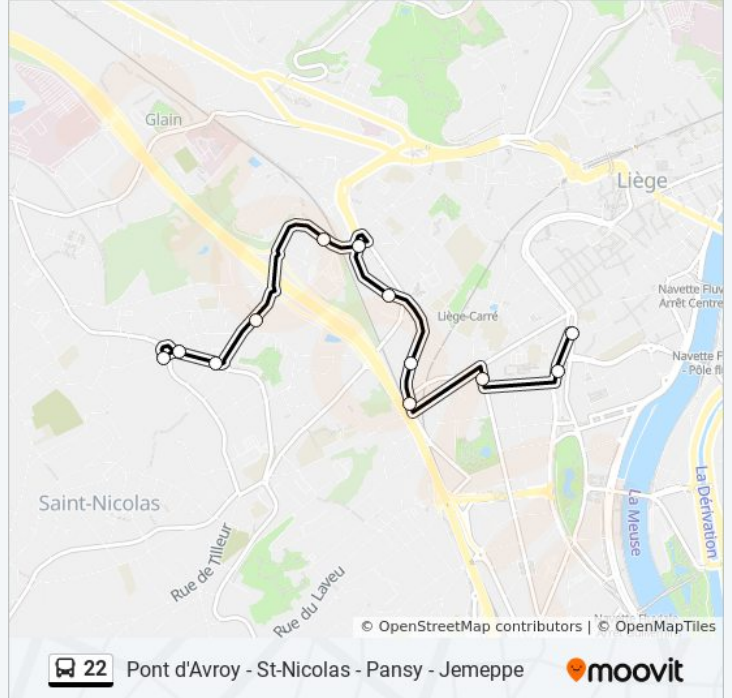 Glain
Liège
Navette Fluv
Arrêt Centre
Liège-Carré
Navette F
- Pôle flu
Saint-Nicolas
La Dérivation
La Meuse
Rue de Tilleur
Rue du Laveu
© OpenStreetMap contributors | © OpenMapTiles
22 Pont d'Avroy - St-Nicolas - Pansy - Jemeppe moovit